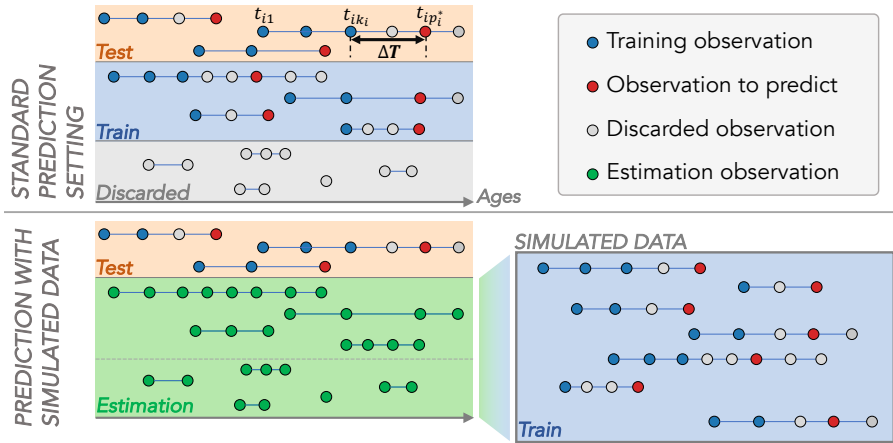 STANDARD
PREDICTION
SETTING
t_{i1} t_{ik_i} t_{ip_i^*}
ΔT
Test
Train
Discarded
Ages
Training observation
Observation to predict
Discarded observation
Estimation observation
PREDICTION WITH
SIMULATED DATA
Test
Estimation
SIMULATED DATA
Train